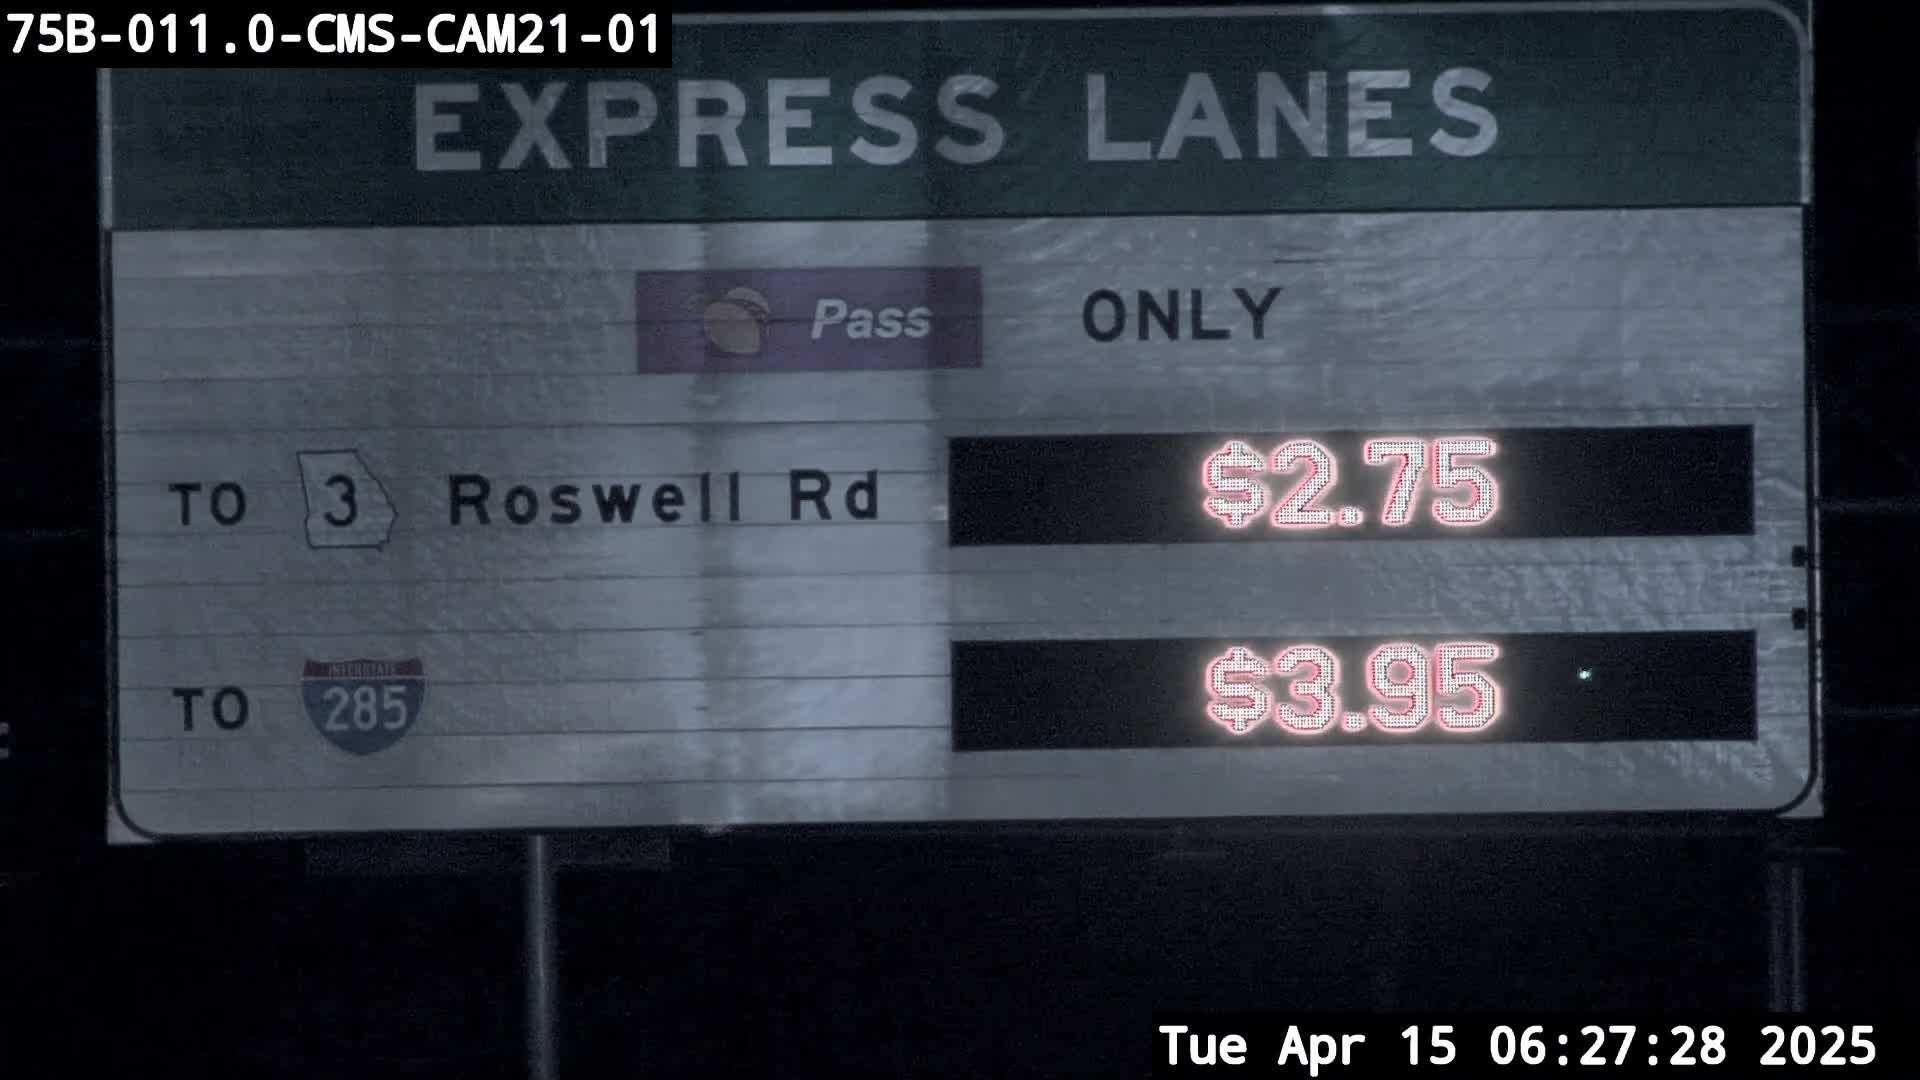 75B-011.0-CMS-CAM21-01
EXPRESS LANES
Pass ONLY
TO 3 Roswell Rd $2.75
INTERSTATE
TO 285 $3.95
Tue Apr 15 06:27:28 2025